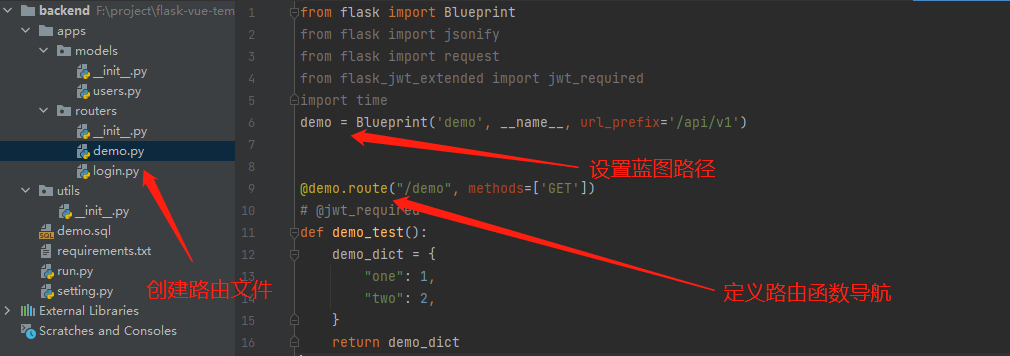 backend F:\project\flask-vue-tem
apps
models
__init__.py
users.py
routers
__init__.py
demo.py
login.py
utils
__init__.py
demo.sql
requirements.txt
run.py
setting.py
External Libraries
Scratches and Consoles
创建路由文件
1 from flask import Blueprint
2 from flask import jsonify
3 from flask import request
4 from flask_jwt_extended import jwt_required
5 import time
6 demo = Blueprint('demo', __name__, url_prefix='/api/v1')
7
8
设置蓝图路径
9 @demo.route("/demo", methods=['GET'])
10 # @jwt_required
11 def demo_test():
12 demo_dict = {
13 "one": 1,
14 "two": 2,
定义路由函数导航
15 }
16 return demo_dict